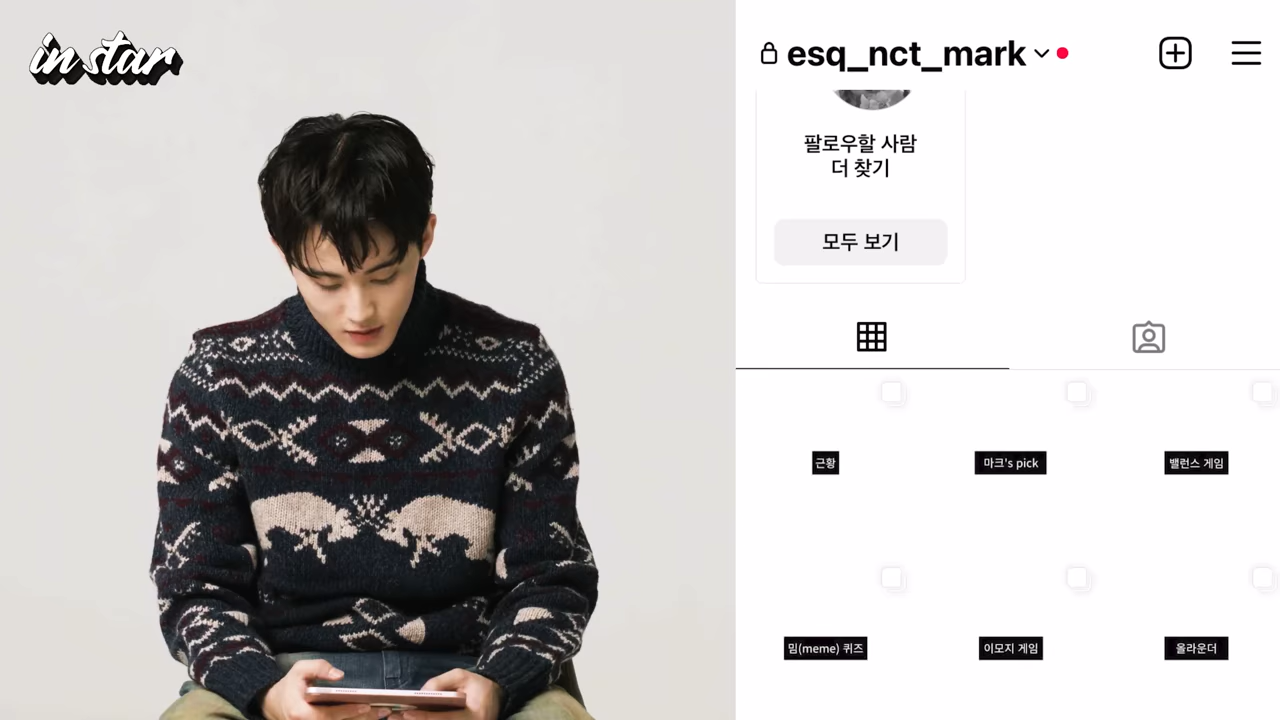 in star
esq_nct_mark
팔로우할 사람
더 찾기
모두 보기
근황
마크's pick
밸런스 게임
밈(meme) 퀴즈
이모지 게임
올라운더